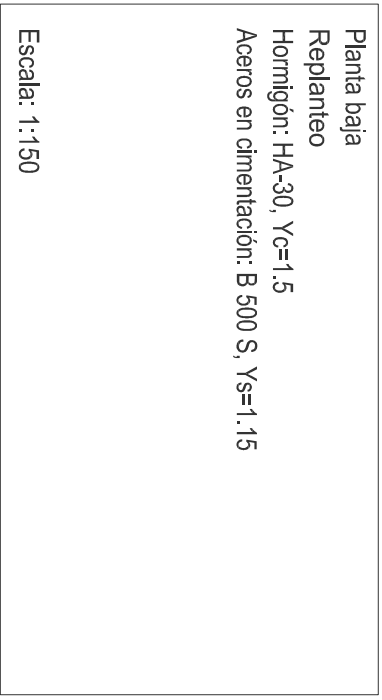 Planta baja
Replanteo
Hormigón: HA-30, Yc=1.5
Aceros en cimentación: B 500 S, Ys=1.15
Escala: 1:150